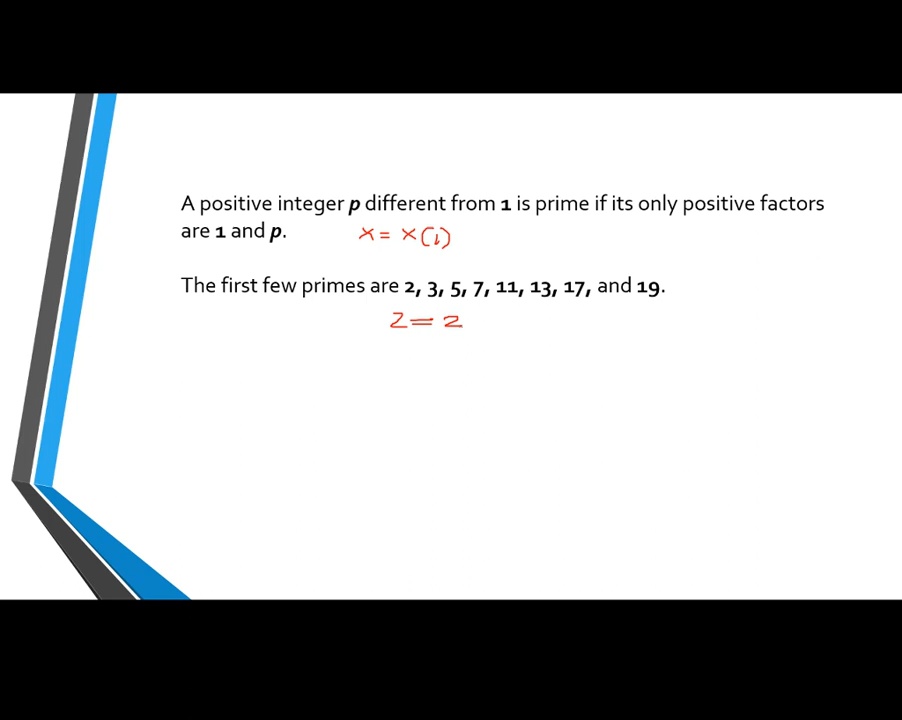 A positive integer p different from 1 is prime if its only positive factors
are 1 and p.
x = x(1)
The first few primes are 2, 3, 5, 7, 11, 13, 17, and 19.
2 = 2